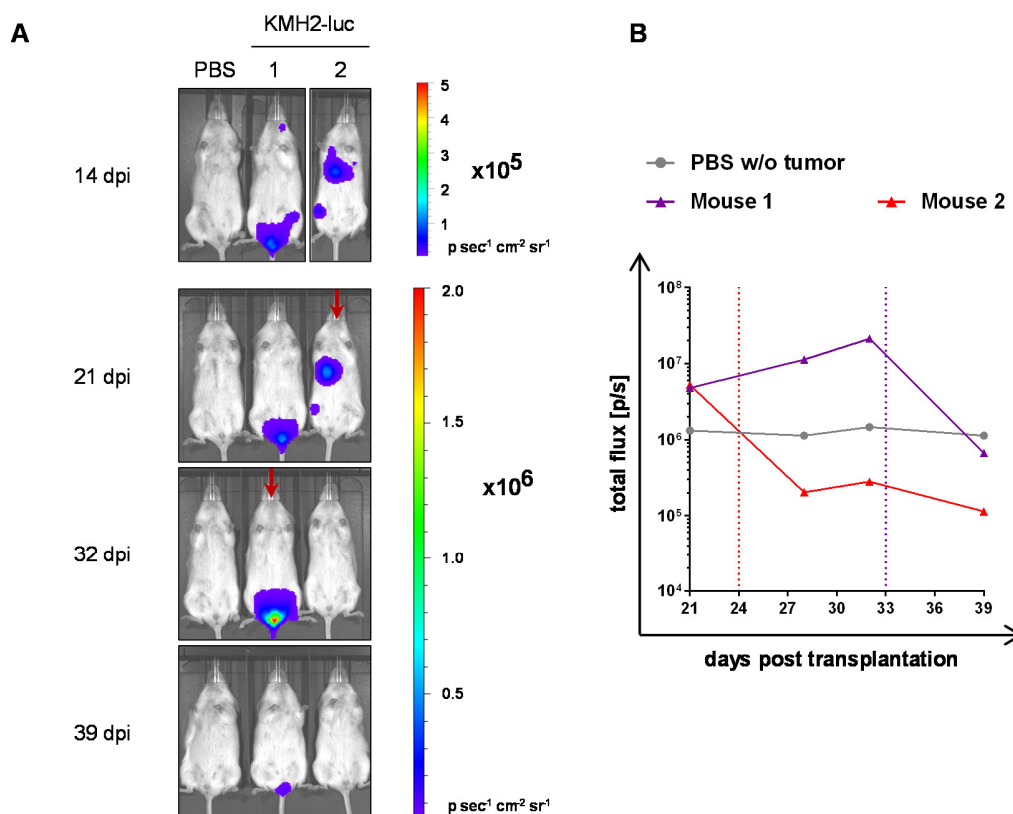 A
KMH2-luc
PBS 1 2
14 dpi
5
4
3
2
1
x10⁵
p sec⁻¹ cm⁻² sr⁻¹
21 dpi
32 dpi
39 dpi
2.0
1.5
1.0
0.5
x10⁶
p sec⁻¹ cm⁻² sr⁻¹
B
PBS w/o tumor
Mouse 1 Mouse 2
total flux [p/s]
10⁸
10⁷
10⁶
10⁵
10⁴
21 24 27 30 33 36 39
days post transplantation